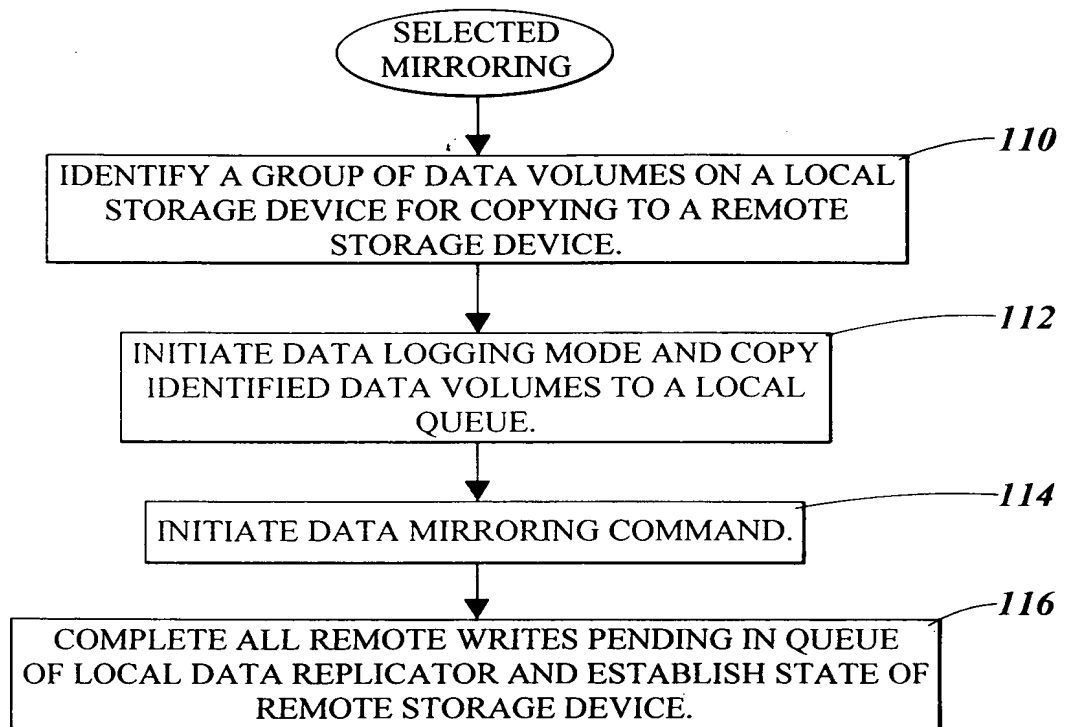 SELECTED
MIRRORING
110
IDENTIFY A GROUP OF DATA VOLUMES ON A LOCAL
STORAGE DEVICE FOR COPYING TO A REMOTE
STORAGE DEVICE.
112
INITIATE DATA LOGGING MODE AND COPY
IDENTIFIED DATA VOLUMES TO A LOCAL
QUEUE.
114
INITIATE DATA MIRRORING COMMAND.
116
COMPLETE ALL REMOTE WRITES PENDING IN QUEUE
OF LOCAL DATA REPLICATOR AND ESTABLISH STATE OF
REMOTE STORAGE DEVICE.